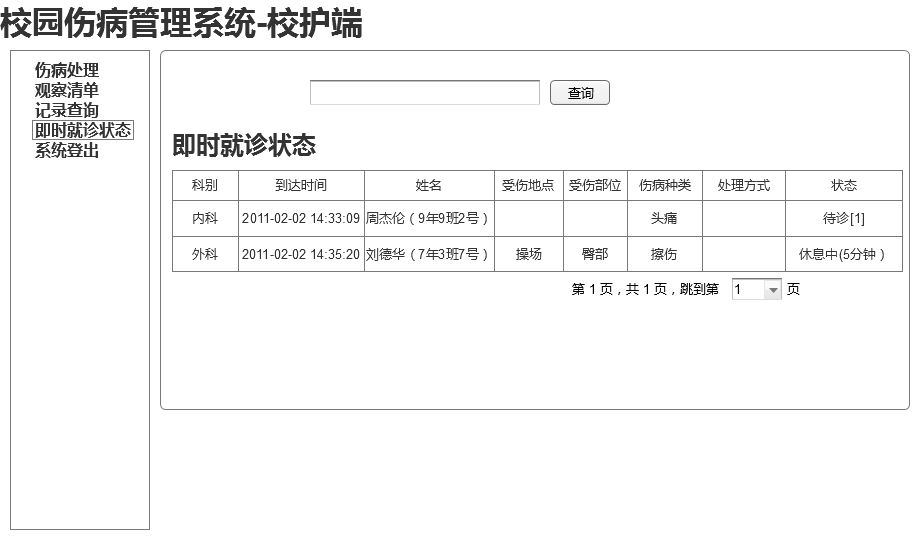 校园伤病管理系统-校护端
伤病处理
观察清单
记录查询
即时就诊状态
系统登出
查询
即时就诊状态
科别 到达时间 姓名 受伤地点 受伤部位 伤病种类 处理方式 状态
内科 2011-02-02 14:33:09 周杰伦（9年9班2号） 头痛 待诊[1]
外科 2011-02-02 14:35:20 刘德华（7年3班7号） 操场 臀部 擦伤 休息中(5分钟）
第 1 页，共 1 页，跳到第 1 页